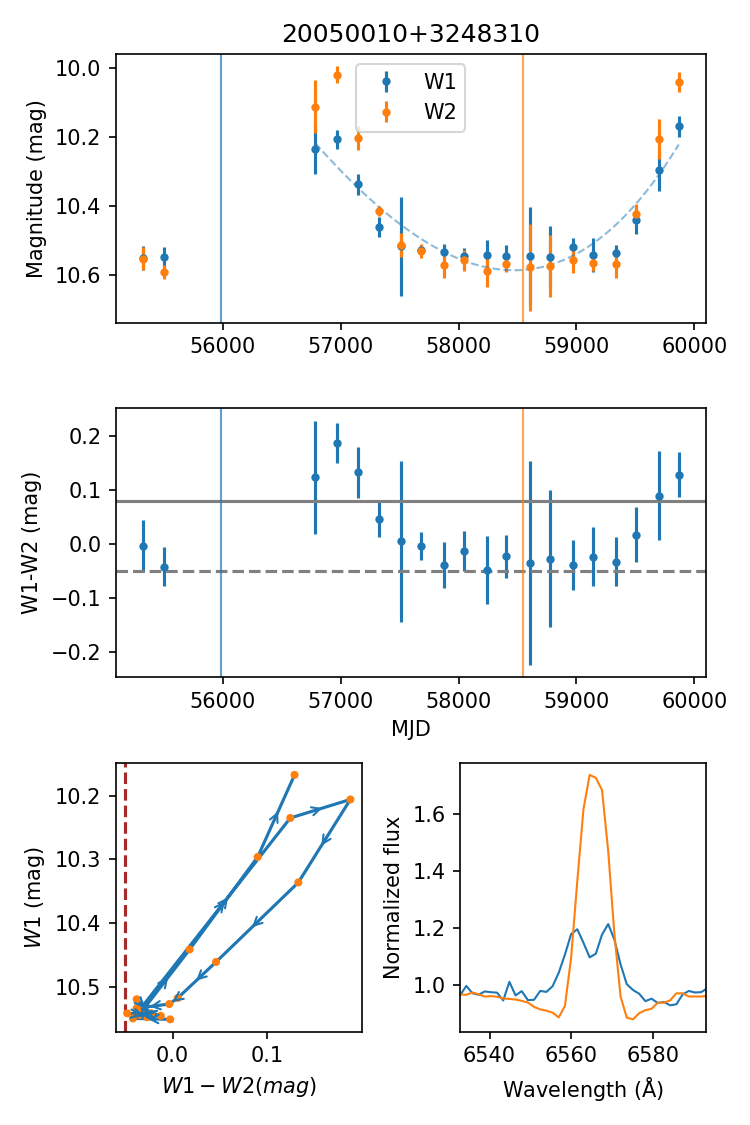 20050010+3248310
Magnitude (mag)
10.0
10.2
10.4
10.6
W1
W2
56000 57000 58000 59000 60000
W1-W2 (mag)
0.2
0.1
0.0
−0.1
−0.2
56000 57000 58000 59000 60000
MJD
W1 (mag)
10.2
10.3
10.4
10.5
0.0 0.1
W1 − W2(mag)
Normalized flux
1.6
1.4
1.2
1.0
6540 6560 6580
Wavelength (Å)